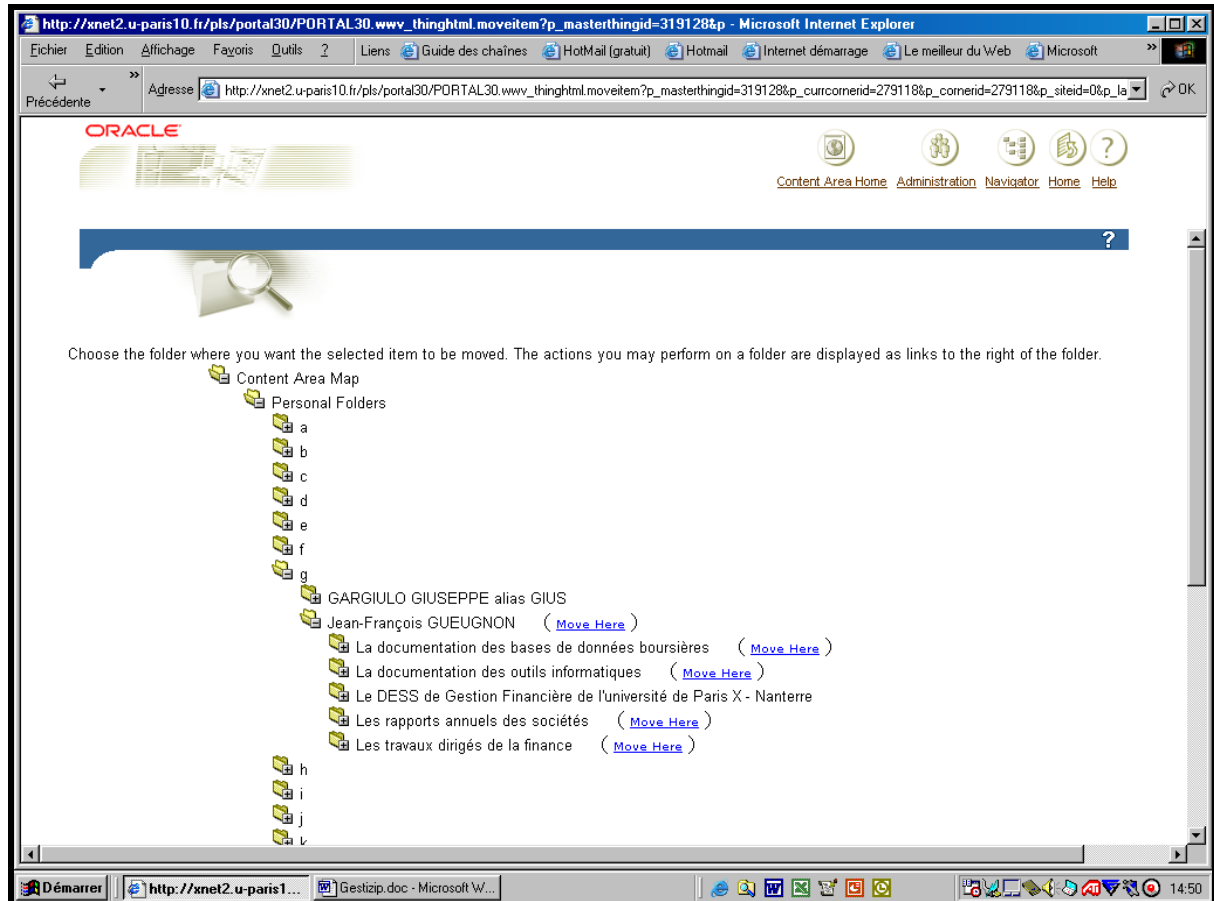 http://xnet2.u-paris10.fr/pls/portal30/PORTAL30.wwv_thinghtml.moveitem?p_masterthingid=319128&p - Microsoft Internet Explorer
Fichier Edition Affichage Favoris Outils ? Liens Guide des chaînes HotMail (gratuit) Hotmail Internet démarrage Le meilleur du Web Microsoft »
Précédente » Adresse http://xnet2.u-paris10.fr/pls/portal30/PORTAL30.wwv_thinghtml.moveitem?p_masterthingid=319128&p_currcornerid=279118&p_cornerid=279118&p_siteid=0&p_la OK
ORACLE
Content Area Home Administration Navigator Home Help
?
Choose the folder where you want the selected item to be moved. The actions you may perform on a folder are displayed as links to the right of the folder.
Content Area Map
Personal Folders
a
b
c
d
e
f
g
GARGIULO GIUSEPPE alias GIUS
Jean-François GUEUGNON ( Move Here )
La documentation des bases de données boursières ( Move Here )
La documentation des outils informatiques ( Move Here )
Le DESS de Gestion Financière de l'université de Paris X - Nanterre
Les rapports annuels des sociétés ( Move Here )
Les travaux dirigés de la finance ( Move Here )
h
i
j
k
Démarrer http://xnet2.u-paris1... Gestizip.doc - Microsoft W... 14:50